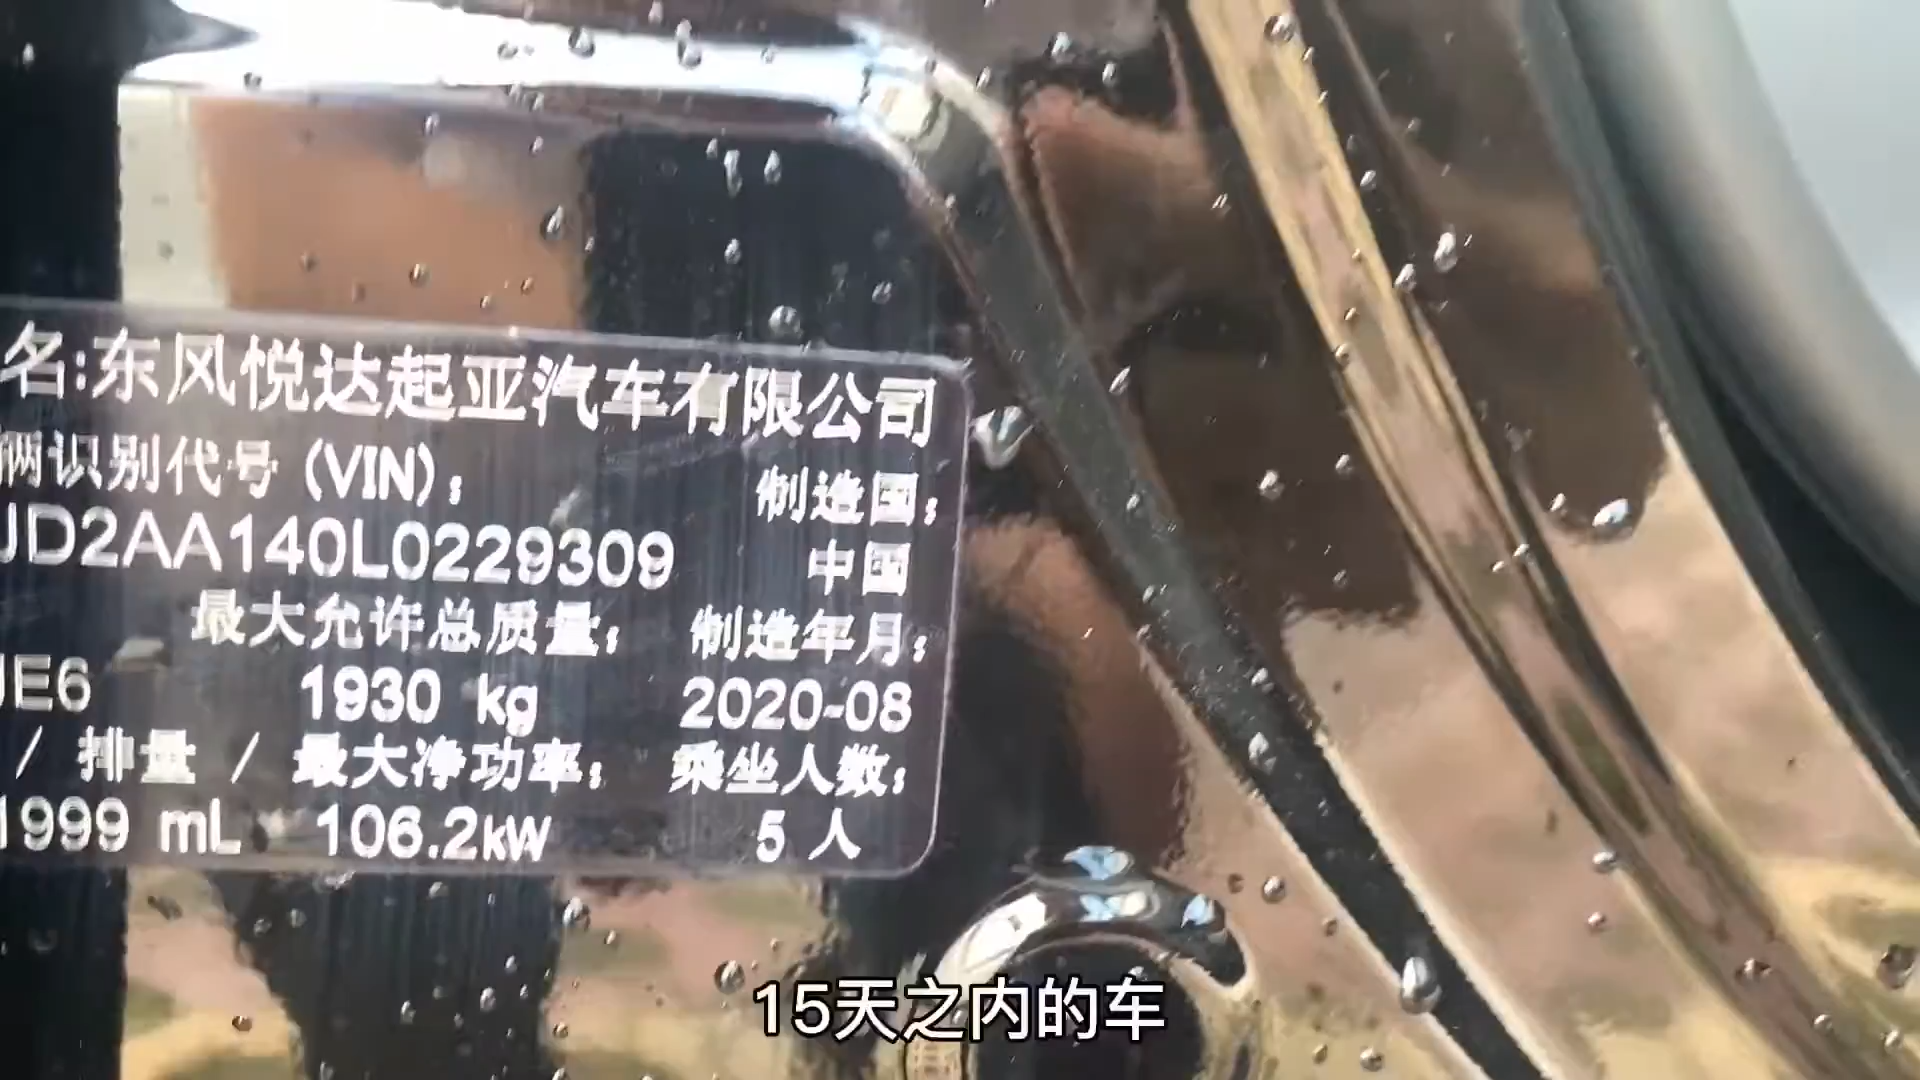 名:东风悦达起亚汽车有限公司
辆识别代号 (VIN):
制造国:
JD2AA140L0229309
中国
最大允许总质量:
制造年月:
JE6
1930 kg
2020-08
/ 排量 / 最大净功率:
乘坐人数:
1999 mL
106.2kW
5 人
15天之内的车